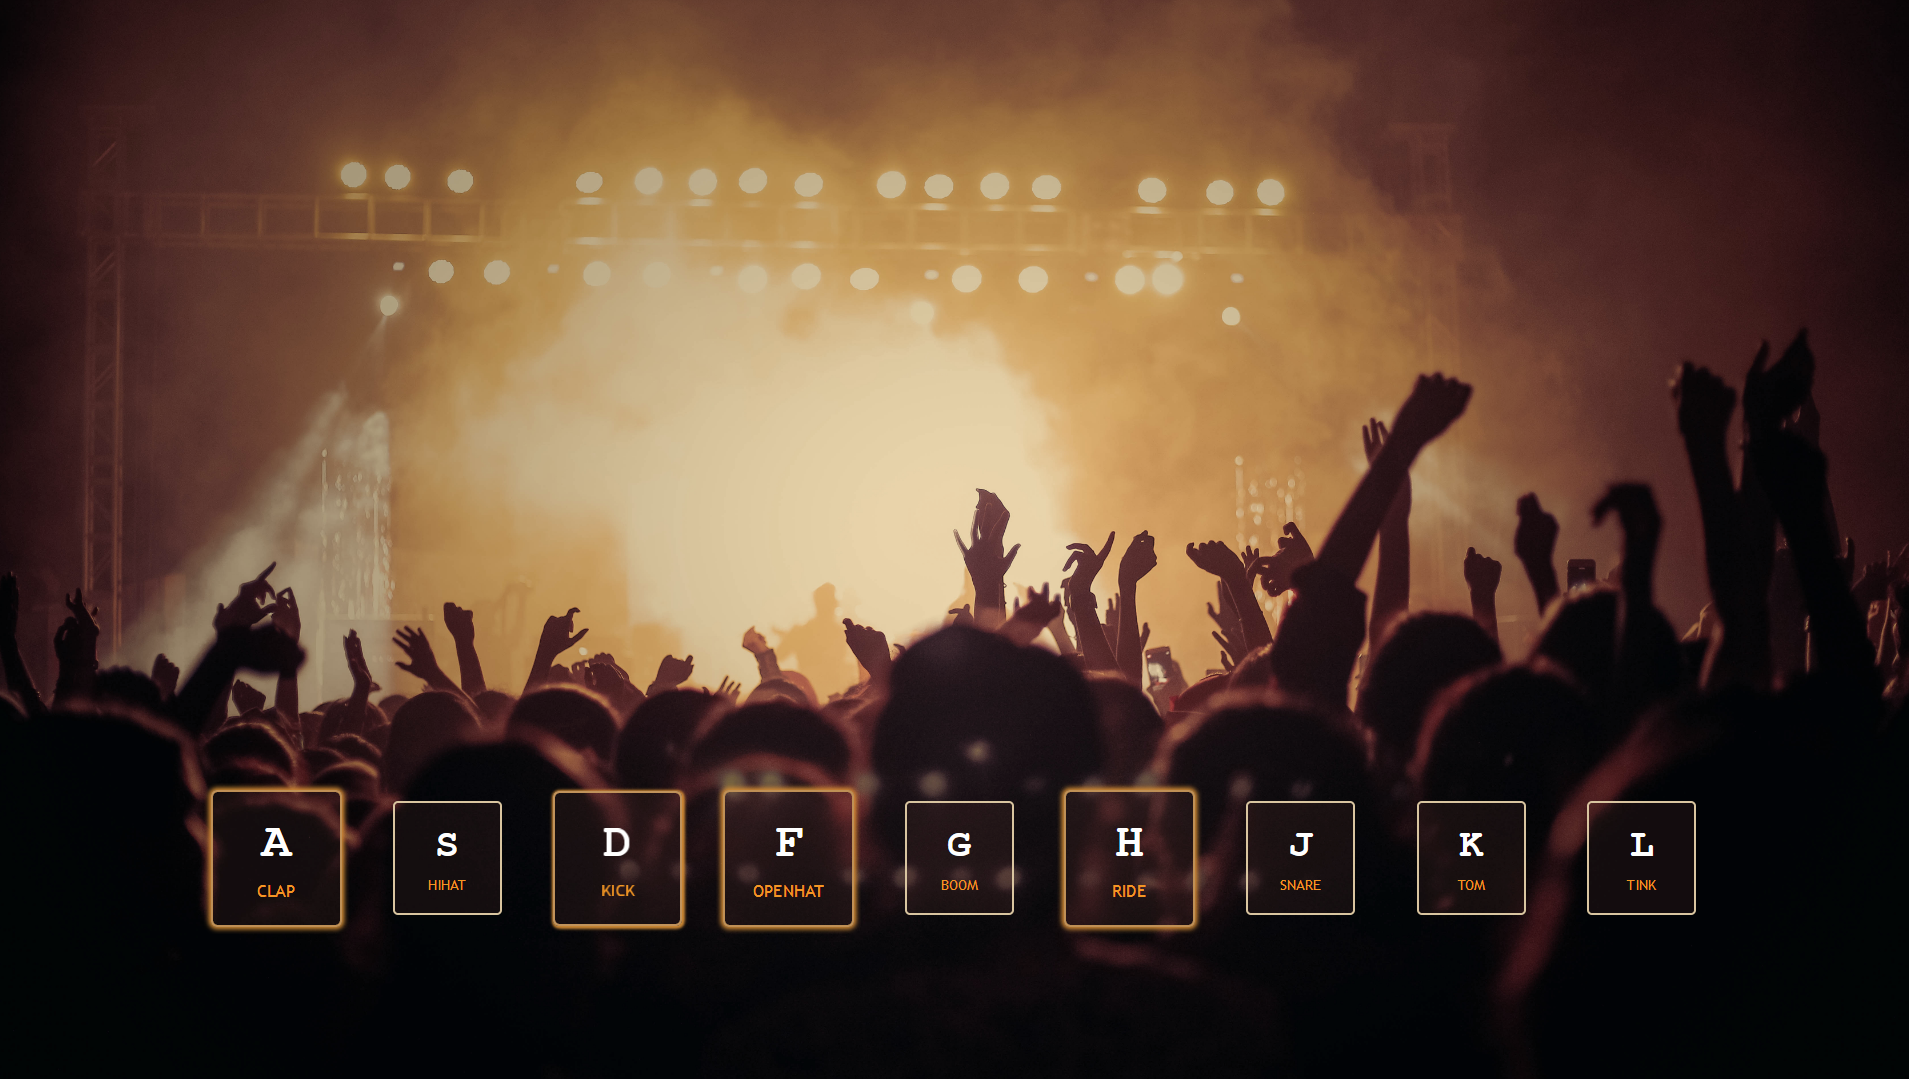 A S D F G H J K L
CLAP HIHAT KICK OPENHAT BOOM RIDE SNARE TOM TINK